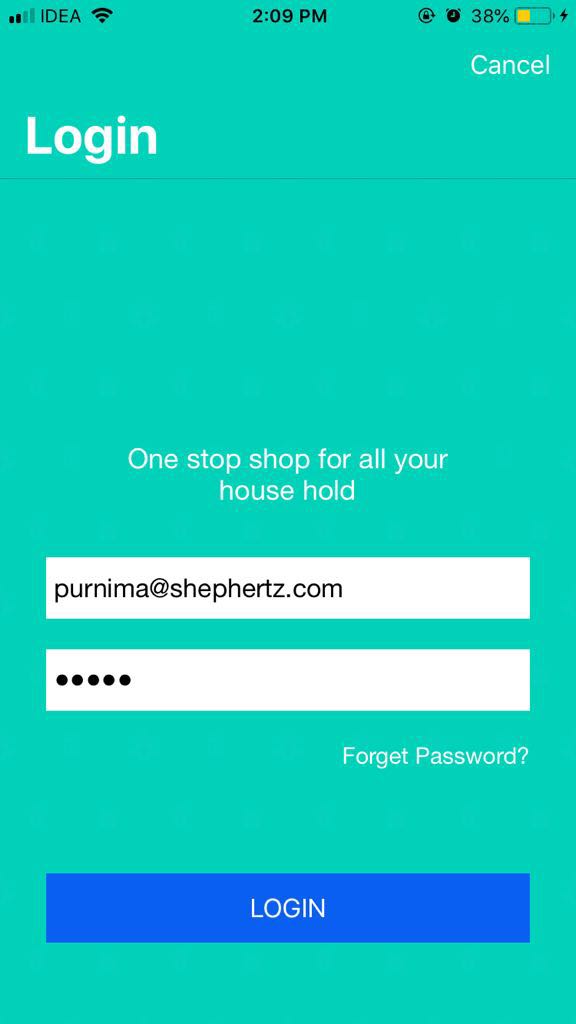 IDEA 2:09 PM 38%
Cancel
Login
One stop shop for all your
house hold
purnima@shephertz.com
•••••
Forget Password?
LOGIN